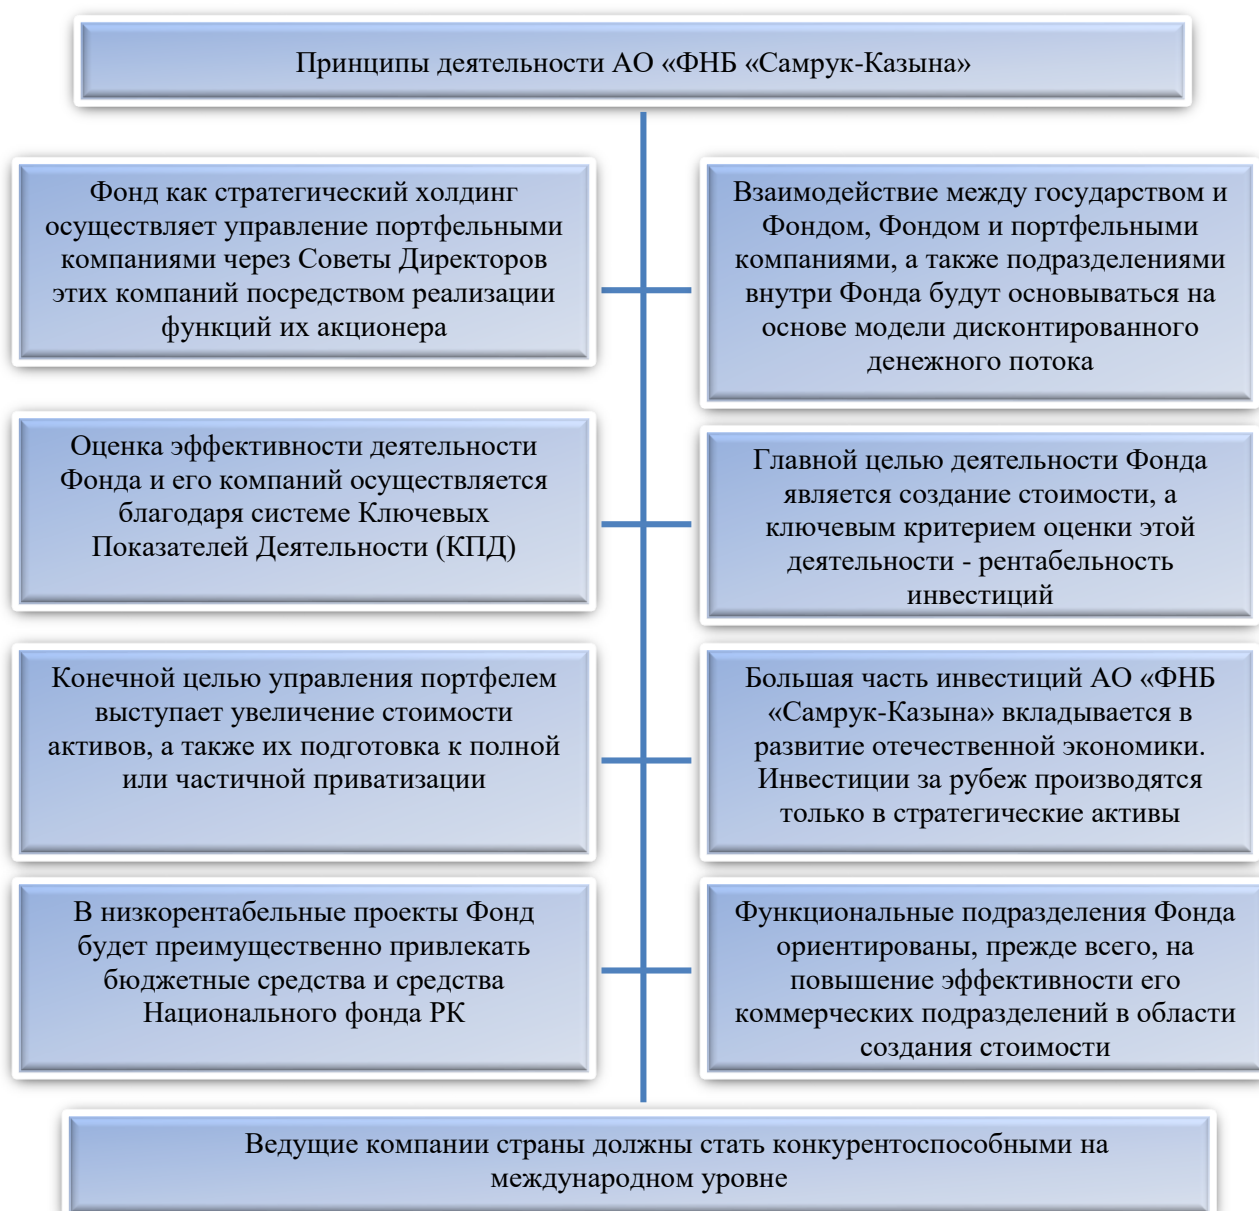 Принципы деятельности АО «ФНБ «Самрук-Казына»
Фонд как стратегический холдинг
осуществляет управление портфельными
компаниями через Советы Директоров
этих компаний посредством реализации
функций их акционера
Взаимодействие между государством и
Фондом, Фондом и портфельными
компаниями, а также подразделениями
внутри Фонда будут основываться на
основе модели дисконтированного
денежного потока
Оценка эффективности деятельности
Фонда и его компаний осуществляется
благодаря системе Ключевых
Показателей Деятельности (КПД)
Главной целью деятельности Фонда
является создание стоимости, а
ключевым критерием оценки этой
деятельности - рентабельность
инвестиций
Конечной целью управления портфелем
выступает увеличение стоимости
активов, а также их подготовка к полной
или частичной приватизации
Большая часть инвестиций АО «ФНБ
«Самрук-Казына» вкладывается в
развитие отечественной экономики.
Инвестиции за рубеж производятся
только в стратегические активы
В низкорентабельные проекты Фонд
будет преимущественно привлекать
бюджетные средства и средства
Национального фонда РК
Функциональные подразделения Фонда
ориентированы, прежде всего, на
повышение эффективности его
коммерческих подразделений в области
создания стоимости
Ведущие компании страны должны стать конкурентоспособными на
международном уровне